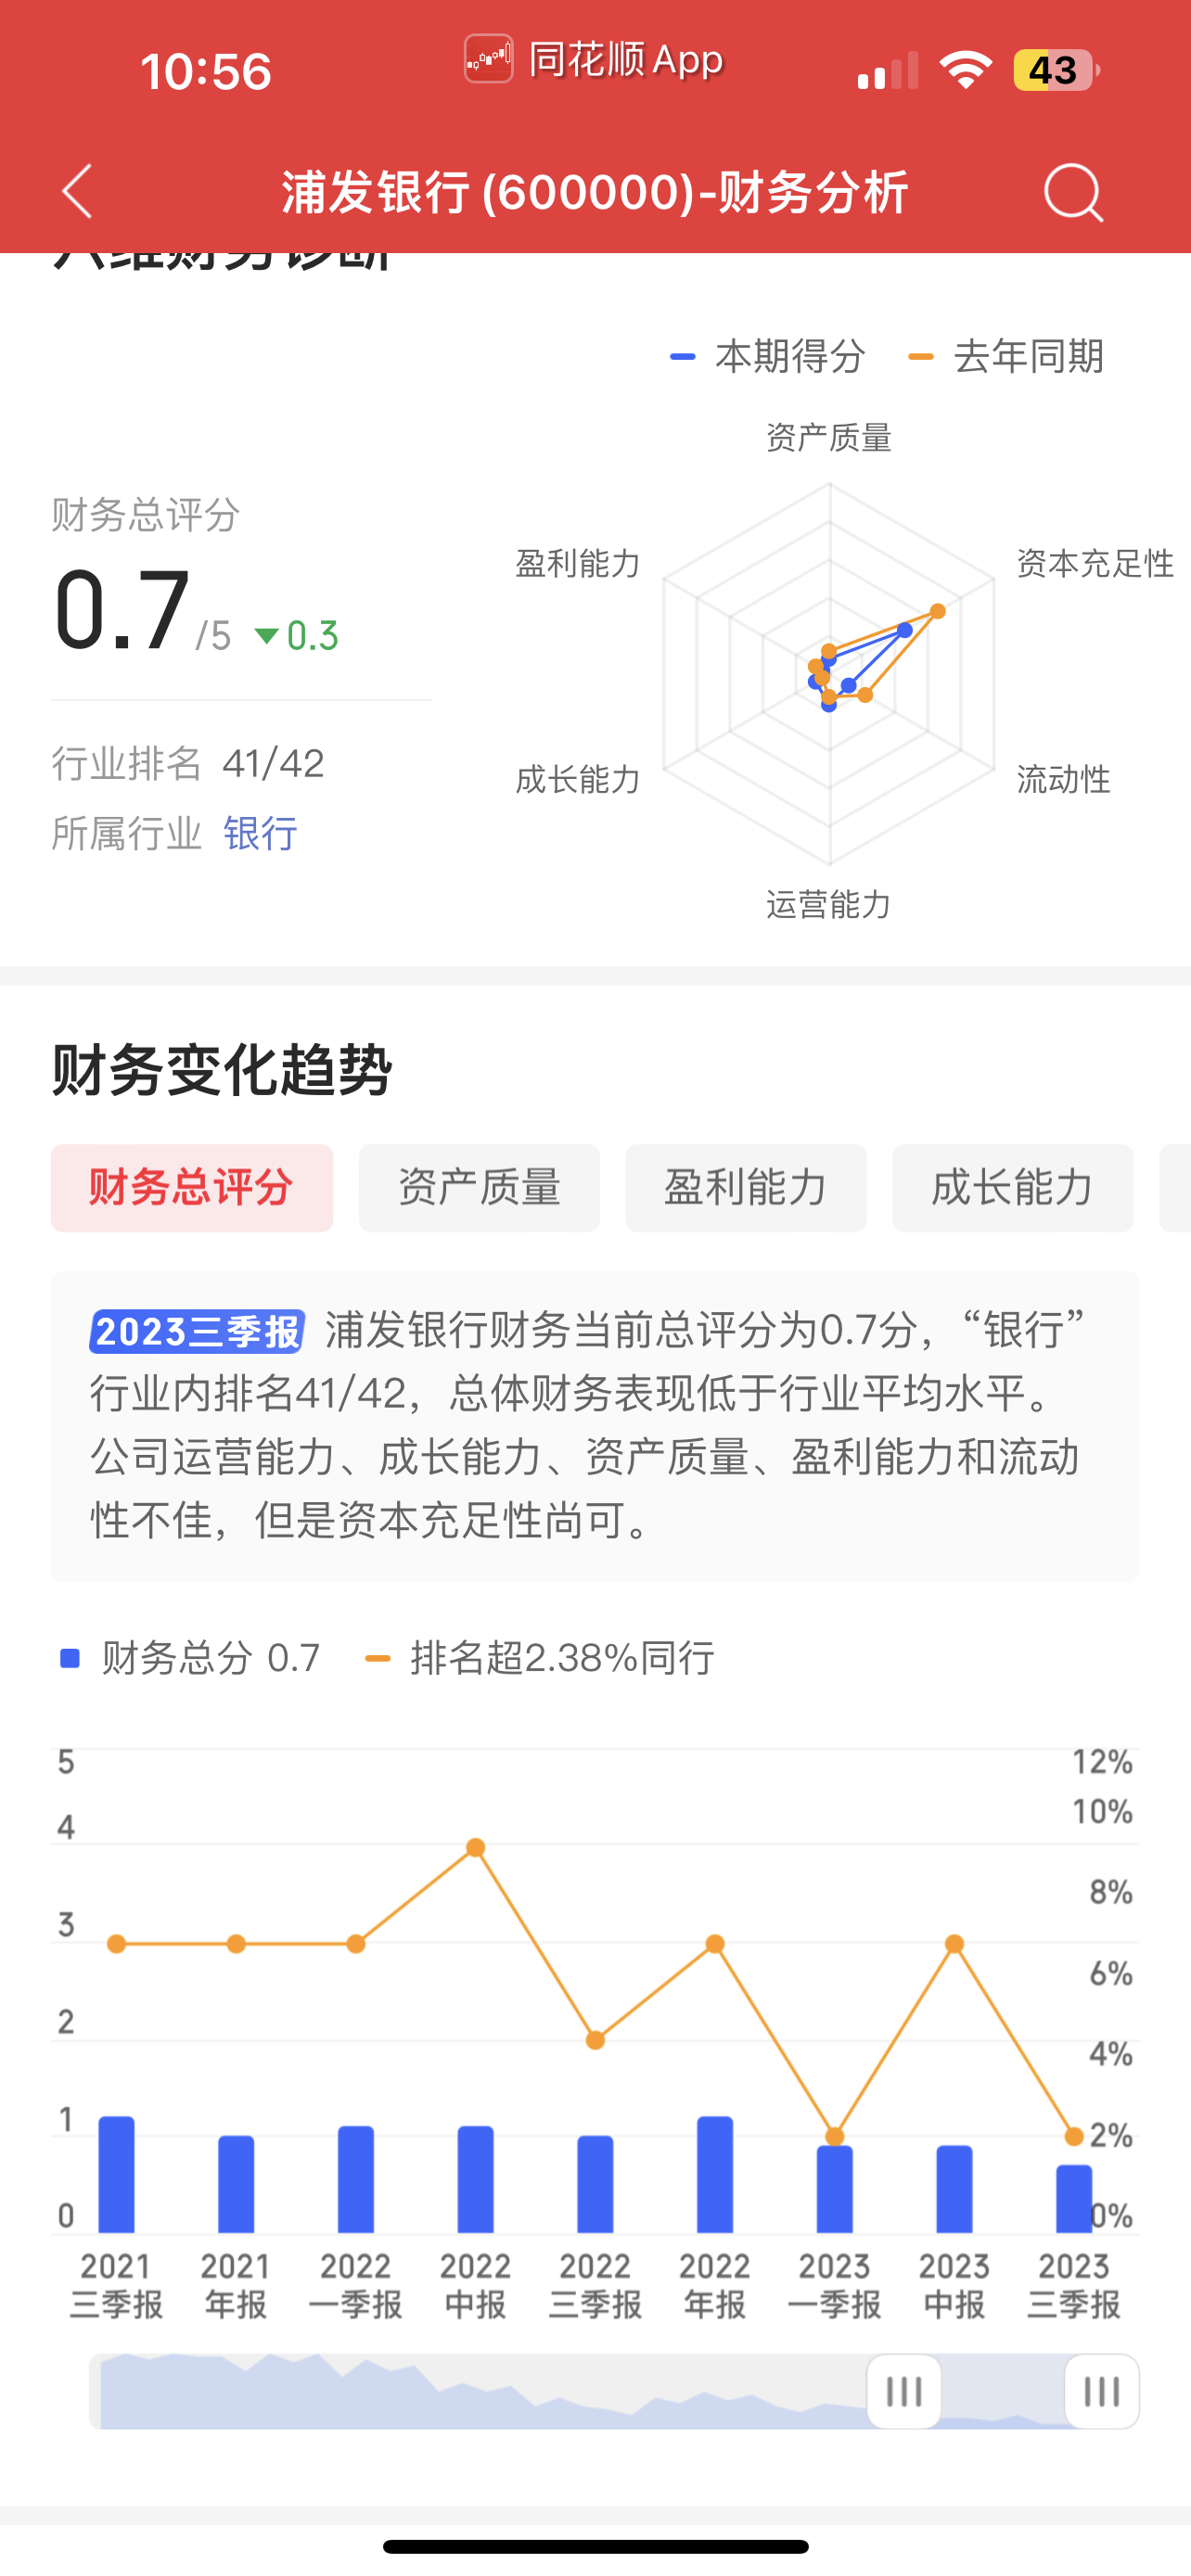 10:56
同花顺 App
43
浦发银行 (600000)-财务分析
六维财务诊断
本期得分
去年同期
资产质量
盈利能力
资本充足性
财务总评分
0.7/5 0.3
行业排名 41/42
成长能力
流动性
所属行业 银行
运营能力
财务变化趋势
财务总评分
资产质量
盈利能力
成长能力
2023三季报 浦发银行财务当前总评分为0.7分，“银行”
行业内排名41/42，总体财务表现低于行业平均水平。
公司运营能力、成长能力、资产质量、盈利能力和流动
性不佳，但是资本充足性尚可。
财务总分 0.7
排名超2.38%同行
5
4
3
2
1
0
12%
10%
8%
6%
4%
2%
0%
2021
三季报
2021
年报
2022
一季报
2022
中报
2022
三季报
2022
年报
2023
一季报
2023
中报
2023
三季报